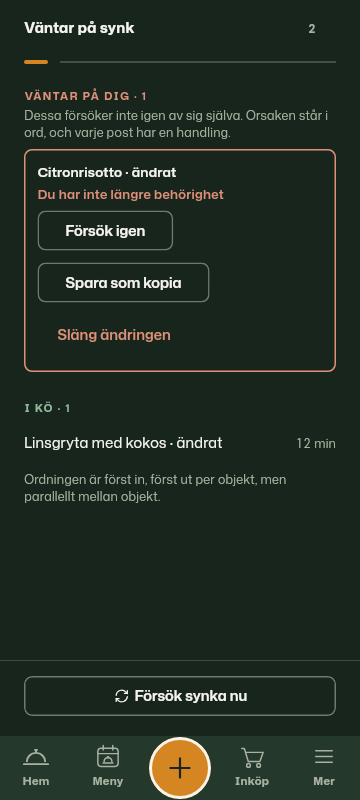 Väntar på synk
2
VÄNTAR PÅ DIG · 1
Dessa försöker inte igen av sig själva. Orsaken står i
ord, och varje post har en handling.
Citronrisotto · ändrat
Du har inte längre behörighet
Försök igen
Spara som kopia
Släng ändringen
I KÖ · 1
Linsgryta med kokos · ändrat
12 min
Ordningen är först in, först ut per objekt, men
parallellt mellan objekt.
Försök synka nu
Hem
Meny
Inköp
Mer